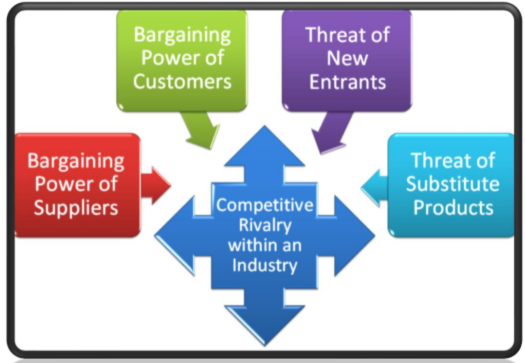 Bargaining
Power of
Customers
Threat of
New
Entrants
Bargaining
Power of
Suppliers
Competitive
Rivalry
within an
Industry
Threat of
Substitute
Products